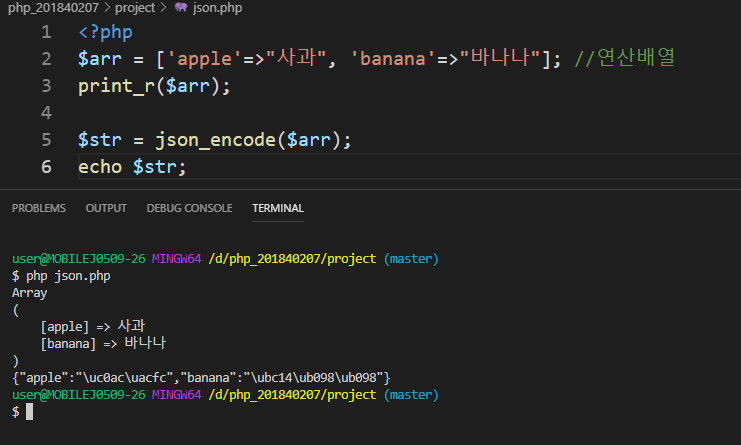 php_201840207 > project > json.php
1 <?php
2 $arr = ['apple'=>"사과", 'banana'=>"바나나"]; //연산배열
3 print_r($arr);
4
5 $str = json_encode($arr);
6 echo $str;
PROBLEMS OUTPUT DEBUG CONSOLE TERMINAL
user@MOBILEJ0509-26 MINGW64 /d/php_201840207/project (master)
$ php json.php
Array
(
    [apple] => 사과
    [banana] => 바나나
)
{"apple":"\uc0ac\uacfc","banana":"\ubc14\ub098\ub098"}
user@MOBILEJ0509-26 MINGW64 /d/php_201840207/project (master)
$